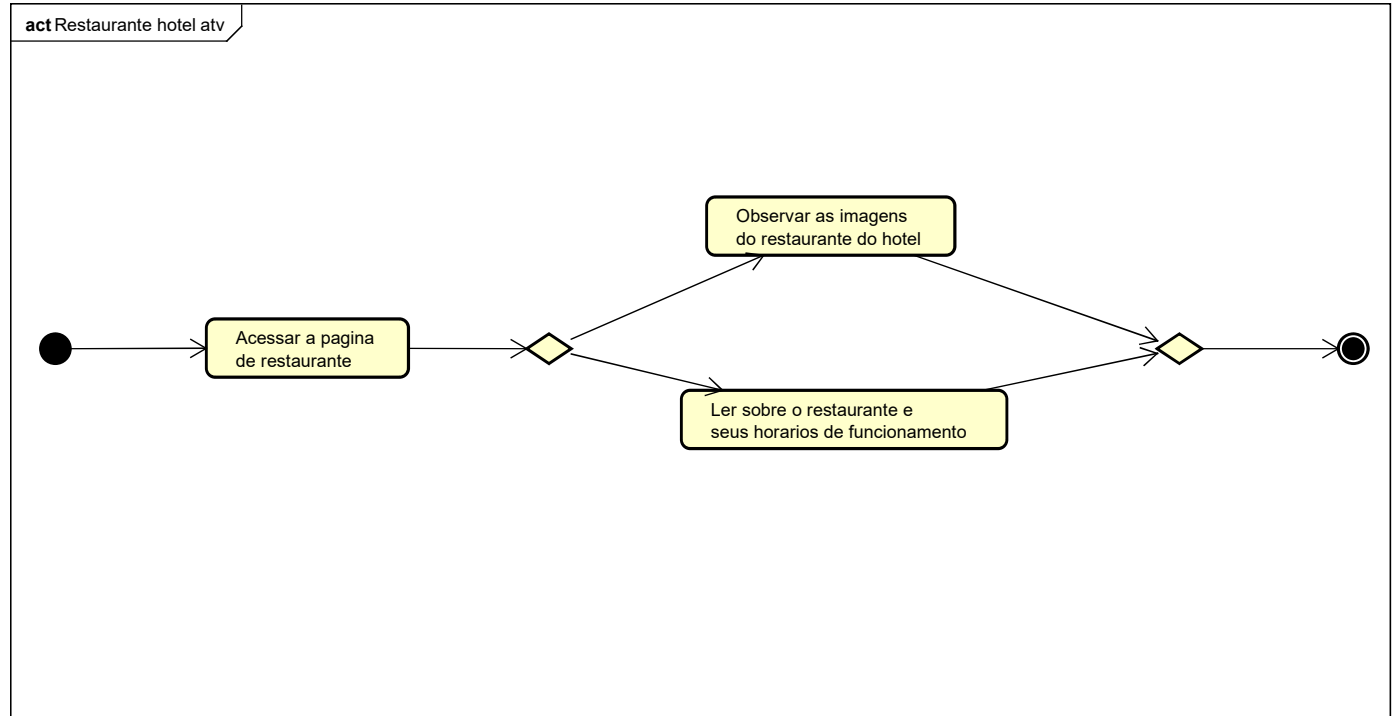 act Restaurante hotel atv
Observar as imagens
do restaurante do hotel
Acessar a pagina
de restaurante
Ler sobre o restaurante e
seus horarios de funcionamento